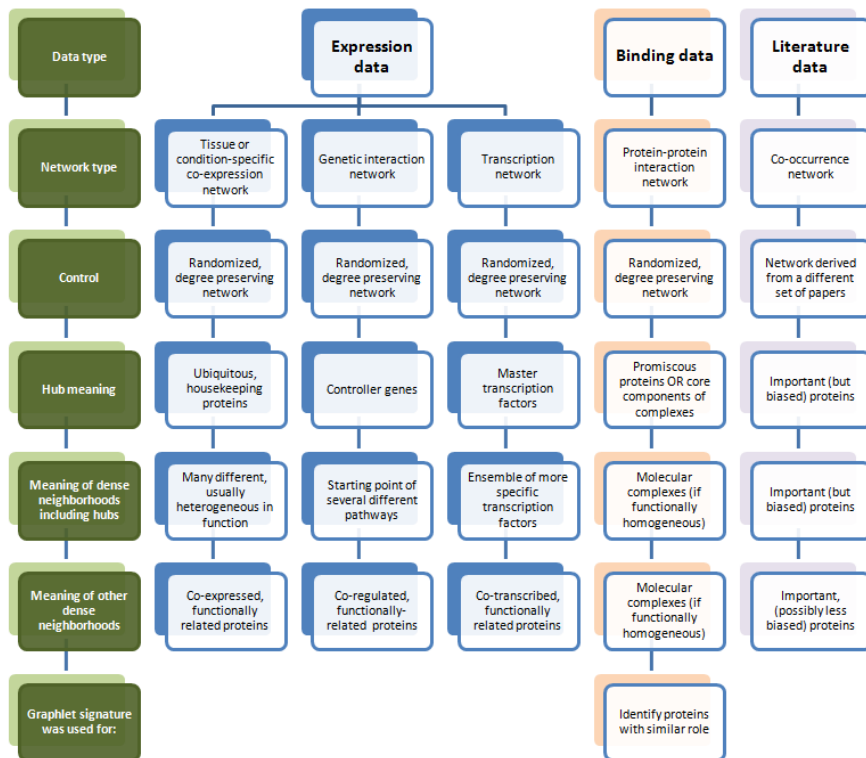 Data type
Expression
data
Binding data
Literature
data
Network type
Tissue or
condition-specific
co-expression
network
Genetic interaction
network
Transcription
network
Protein-protein
interaction
network
Co-occurrence
network
Control
Randomized,
degree preserving
network
Randomized,
degree preserving
network
Randomized,
degree preserving
network
Randomized,
degree preserving
network
Network derived
from a different
set of papers
Hub meaning
Ubiquitous,
housekeeping
proteins
Controller genes
Master
transcription
factors
Promiscous
proteins OR core
components of
complexes
Important (but
biased) proteins
Meaning of dense
neighborhoods
including hubs
Many different,
usually
heterogeneous in
function
Starting point of
several different
pathways
Ensemble of more
specific
transcription
factors
Molecular
complexes (if
functionally
homogeneous)
Important (but
biased) proteins
Meaning of other
dense
neighborhoods
Co-expressed,
functionally
related proteins
Co-regulated,
functionally-
related proteins
Co-transcribed,
functionally
related proteins
Molecular
complexes (if
functionally
homogeneous)
Important,
(possibly less
biased) proteins
Graphlet signature
was used for:
Identify proteins
with similar role